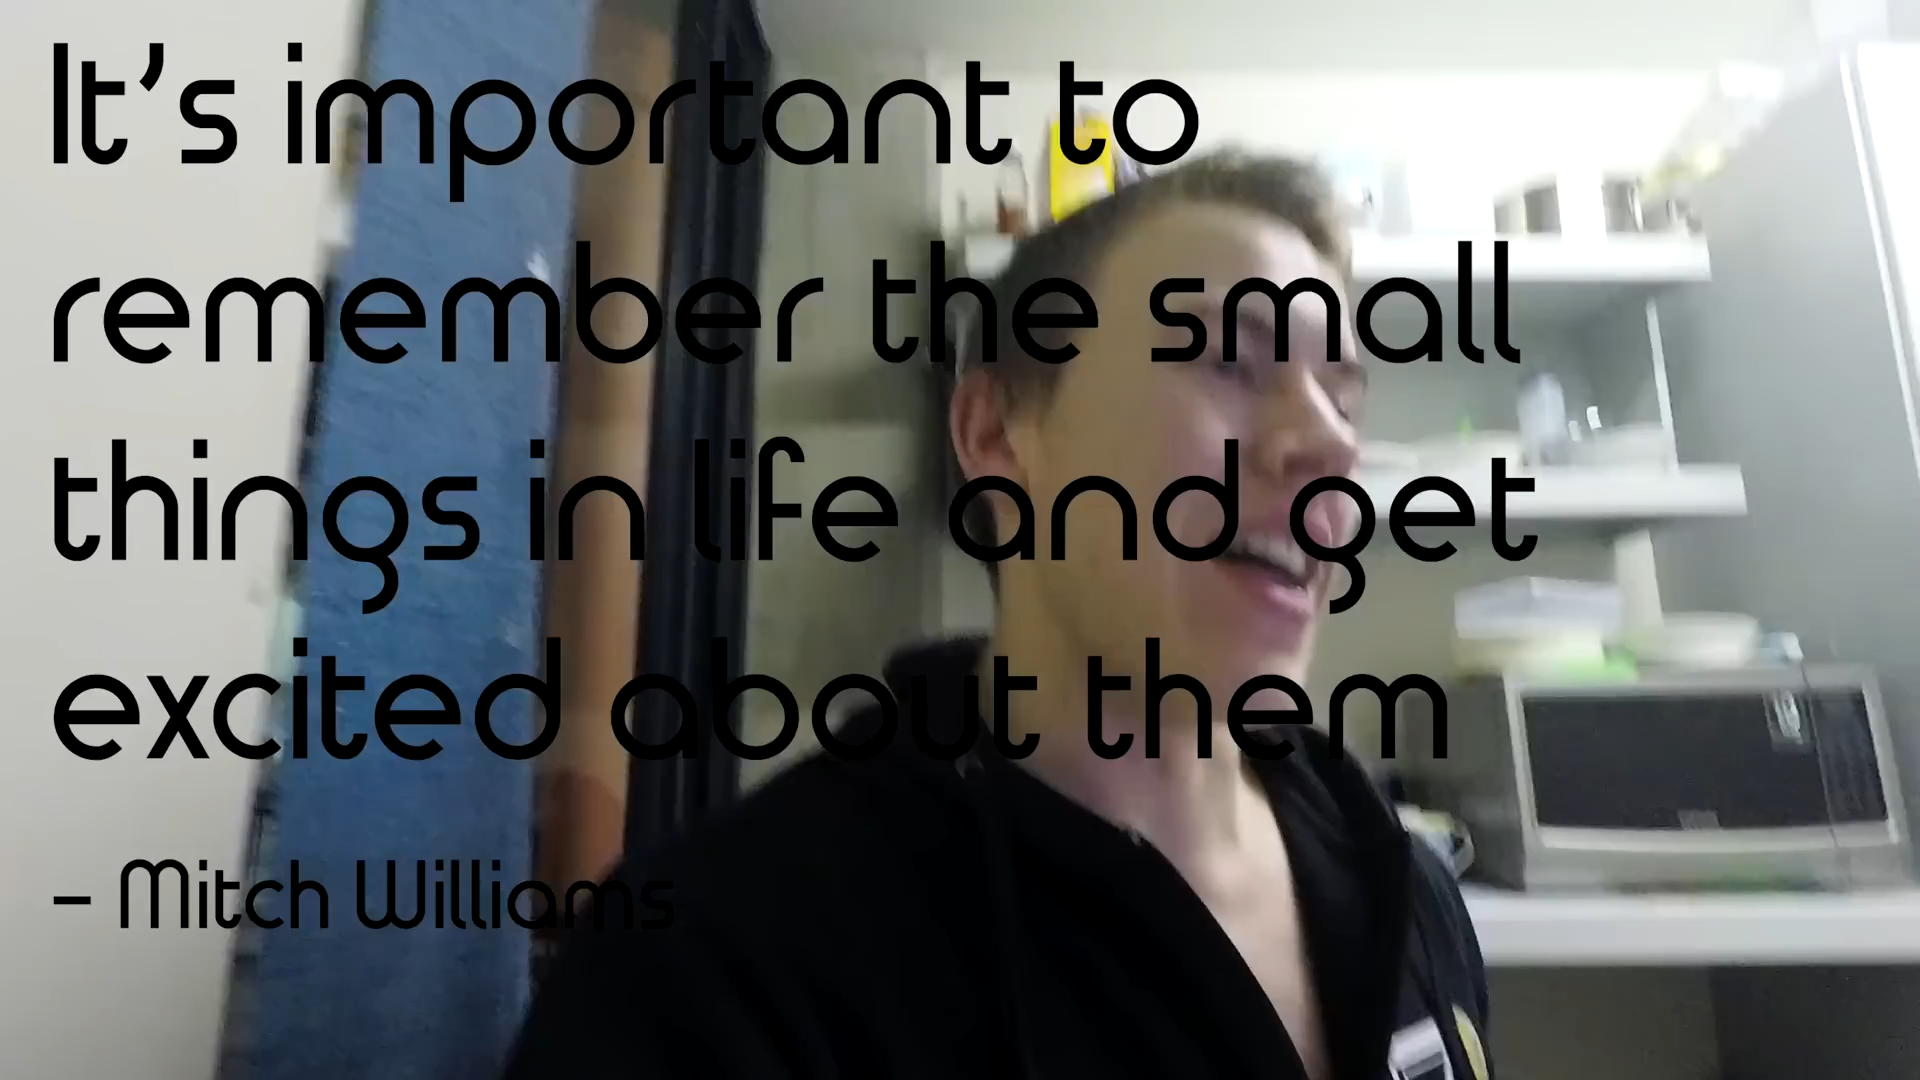 It’s important to
remember the small
things in life and get
excited about them
– Mitch Williams